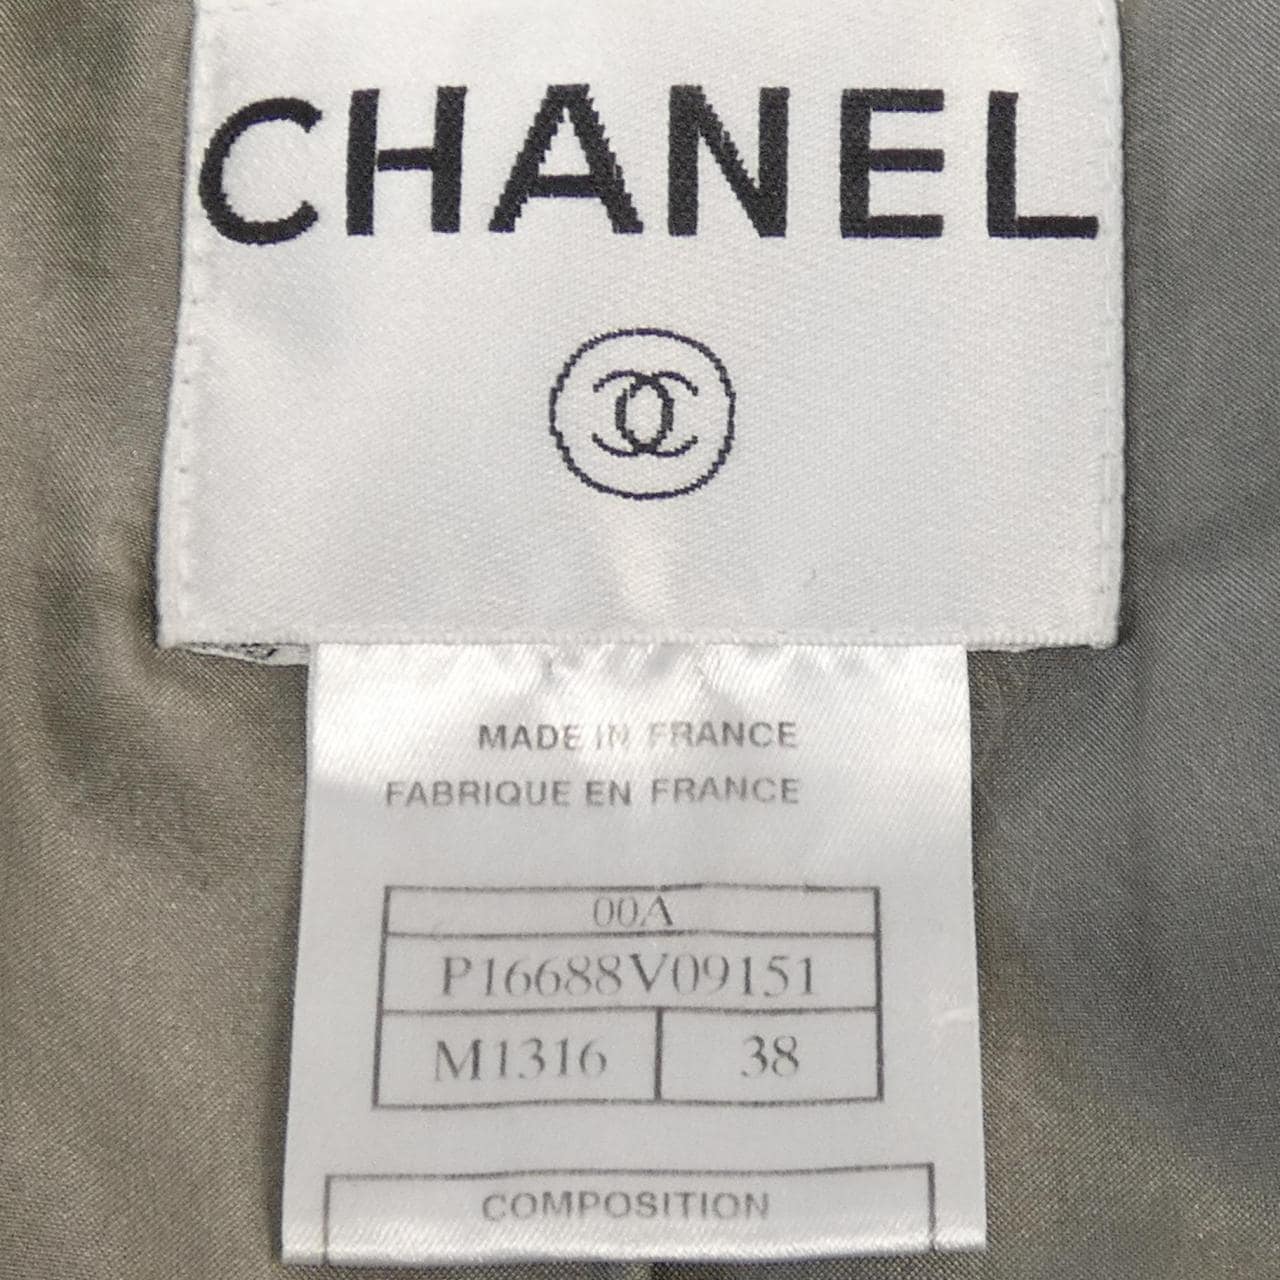 CHANEL
MADE IN FRANCE
FABRIQUE EN FRANCE
00A
P16688V09151
M1316 38
COMPOSITION